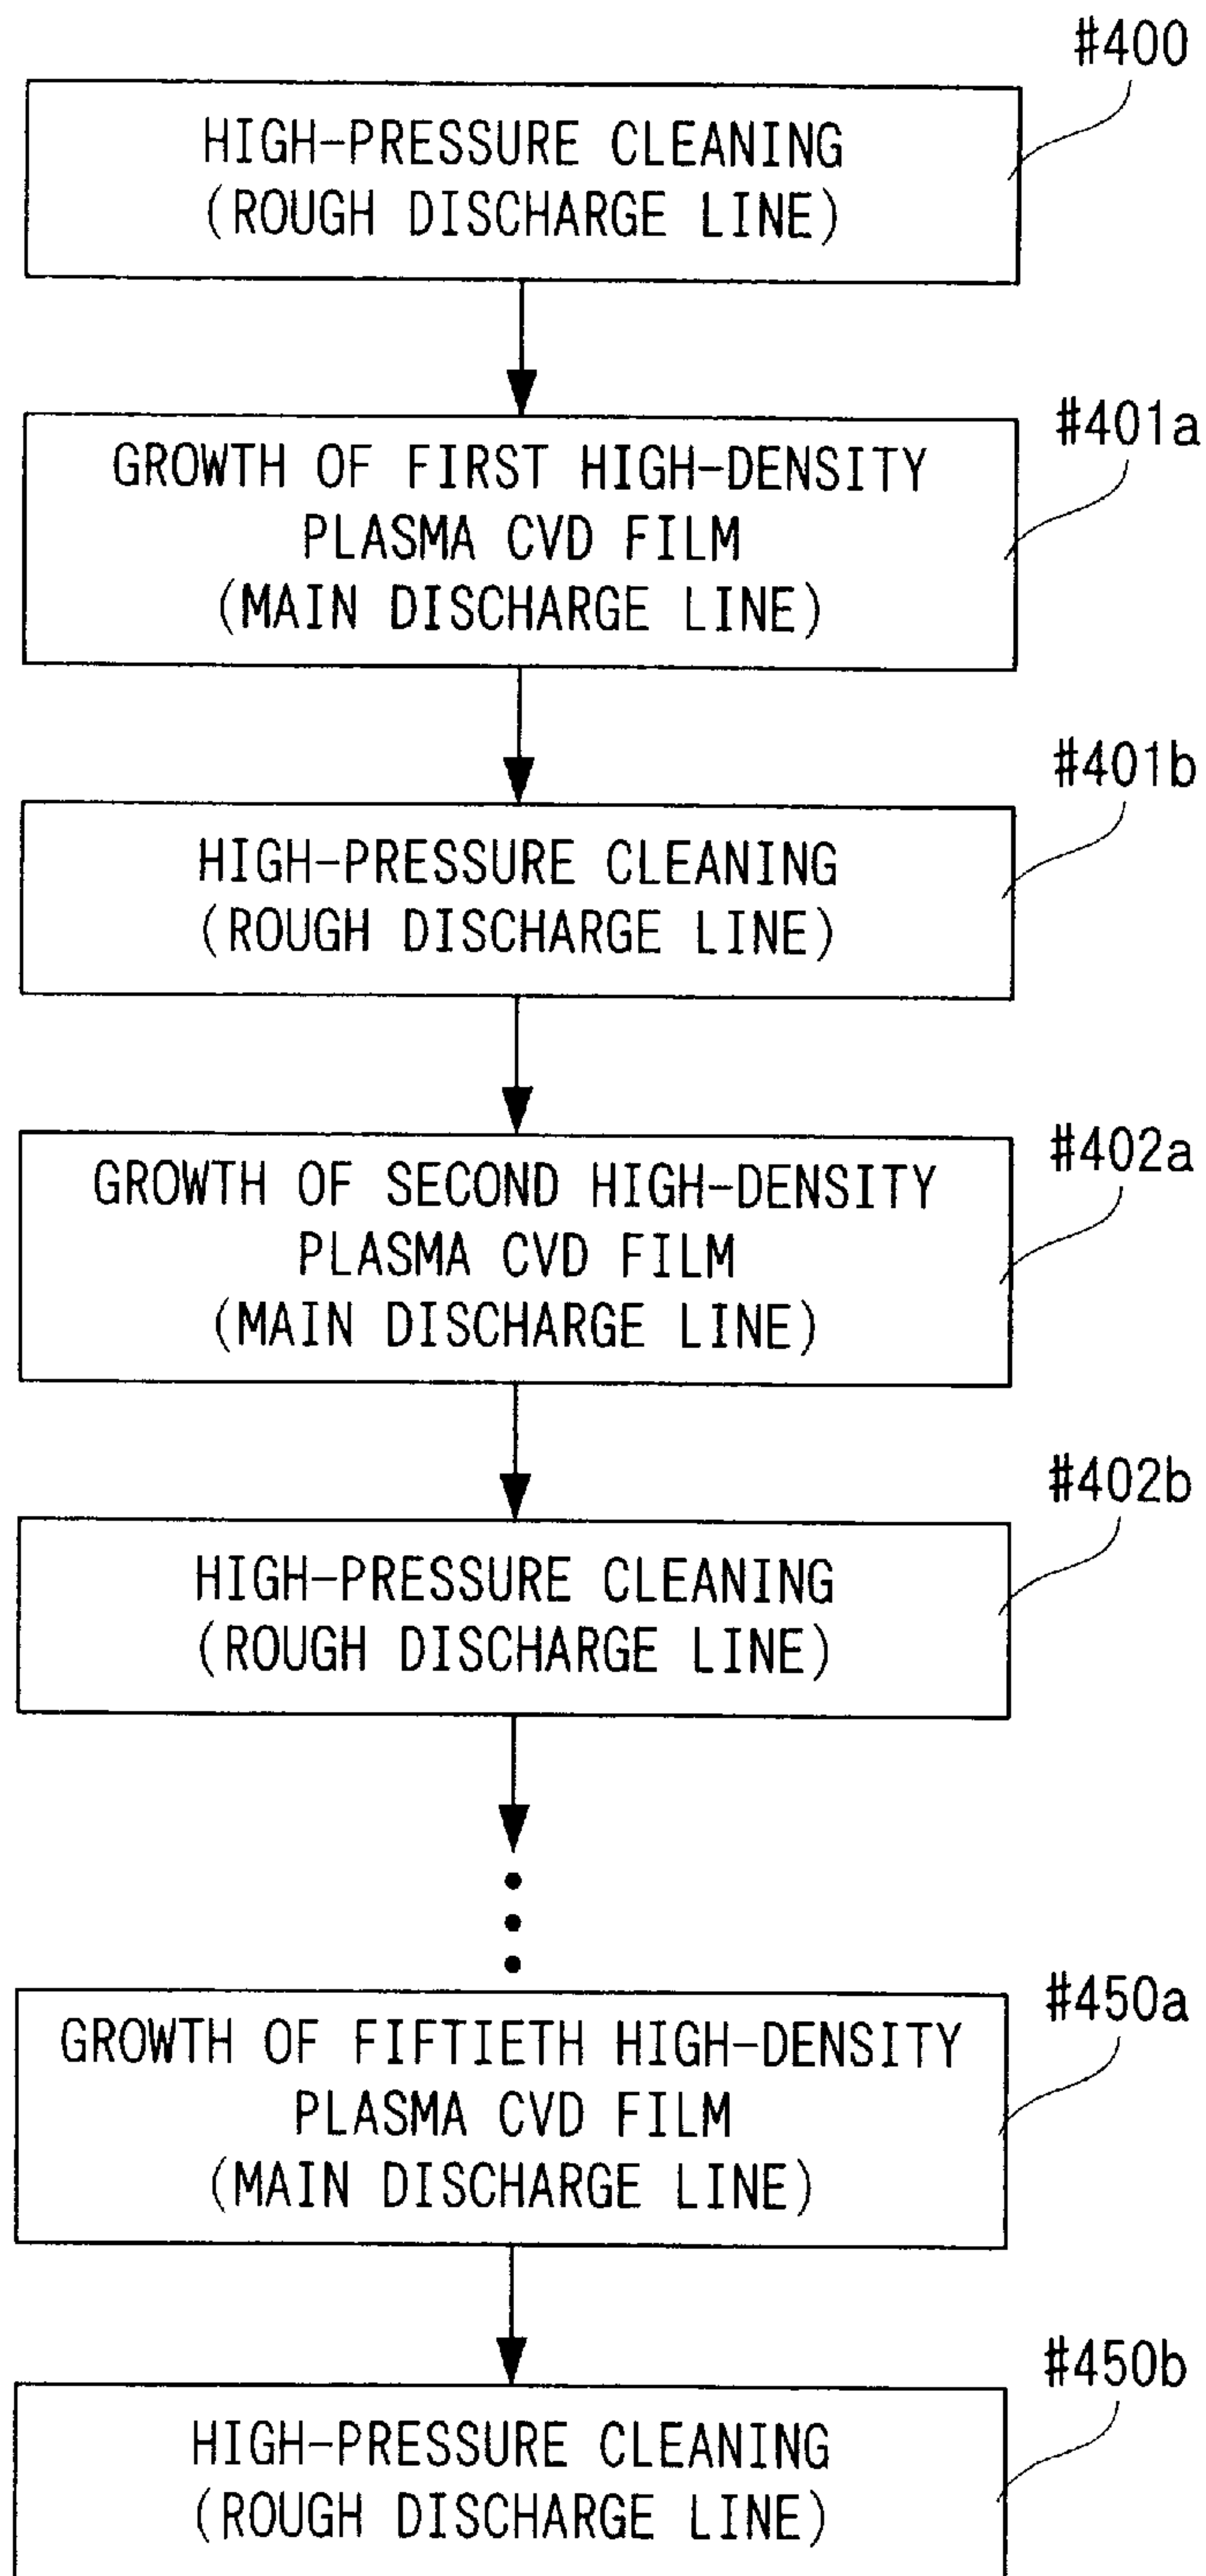 #400
HIGH-PRESSURE CLEANING
(ROUGH DISCHARGE LINE)
#401a
GROWTH OF FIRST HIGH-DENSITY
PLASMA CVD FILM
(MAIN DISCHARGE LINE)
#401b
HIGH-PRESSURE CLEANING
(ROUGH DISCHARGE LINE)
#402a
GROWTH OF SECOND HIGH-DENSITY
PLASMA CVD FILM
(MAIN DISCHARGE LINE)
#402b
HIGH-PRESSURE CLEANING
(ROUGH DISCHARGE LINE)
#450a
GROWTH OF FIFTIETH HIGH-DENSITY
PLASMA CVD FILM
(MAIN DISCHARGE LINE)
#450b
HIGH-PRESSURE CLEANING
(ROUGH DISCHARGE LINE)